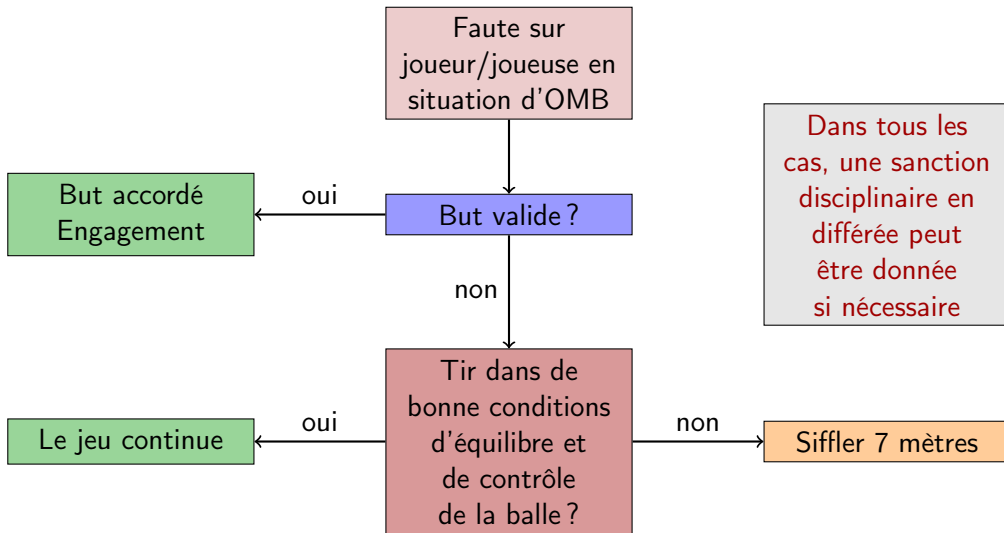 Faute sur
joueur/joueuse en
situation d'OMB
Dans tous les
cas, une sanction
disciplinaire en
différée peut
être donnée
si nécessaire
But accordé
Engagement
oui
But valide ?
non
Tir dans de
bonne conditions
d'équilibre et
de contrôle
de la balle ?
oui
Le jeu continue
non
Siffler 7 mètres